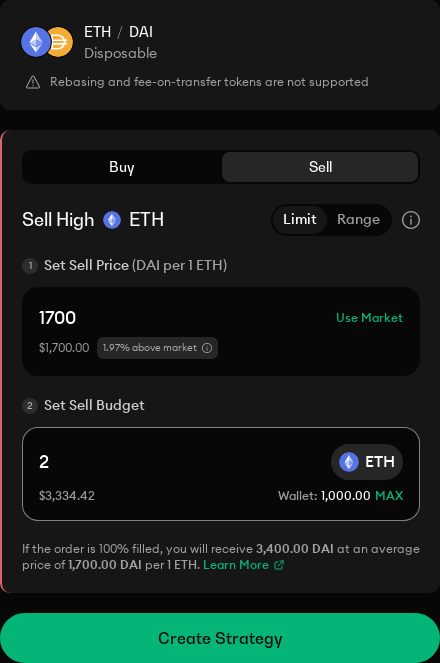 ETH / DAI
Disposable
Rebasing and fee-on-transfer tokens are not supported
Buy Sell
Sell High ETH Limit Range
1 Set Sell Price (DAI per 1 ETH)
1700 Use Market
$1,700.00 1.97% above market
2 Set Sell Budget
2 ETH
$3,334.42 Wallet: 1,000.00 MAX
If the order is 100% filled, you will receive 3,400.00 DAI at an average
price of 1,700.00 DAI per 1 ETH. Learn More
Create Strategy